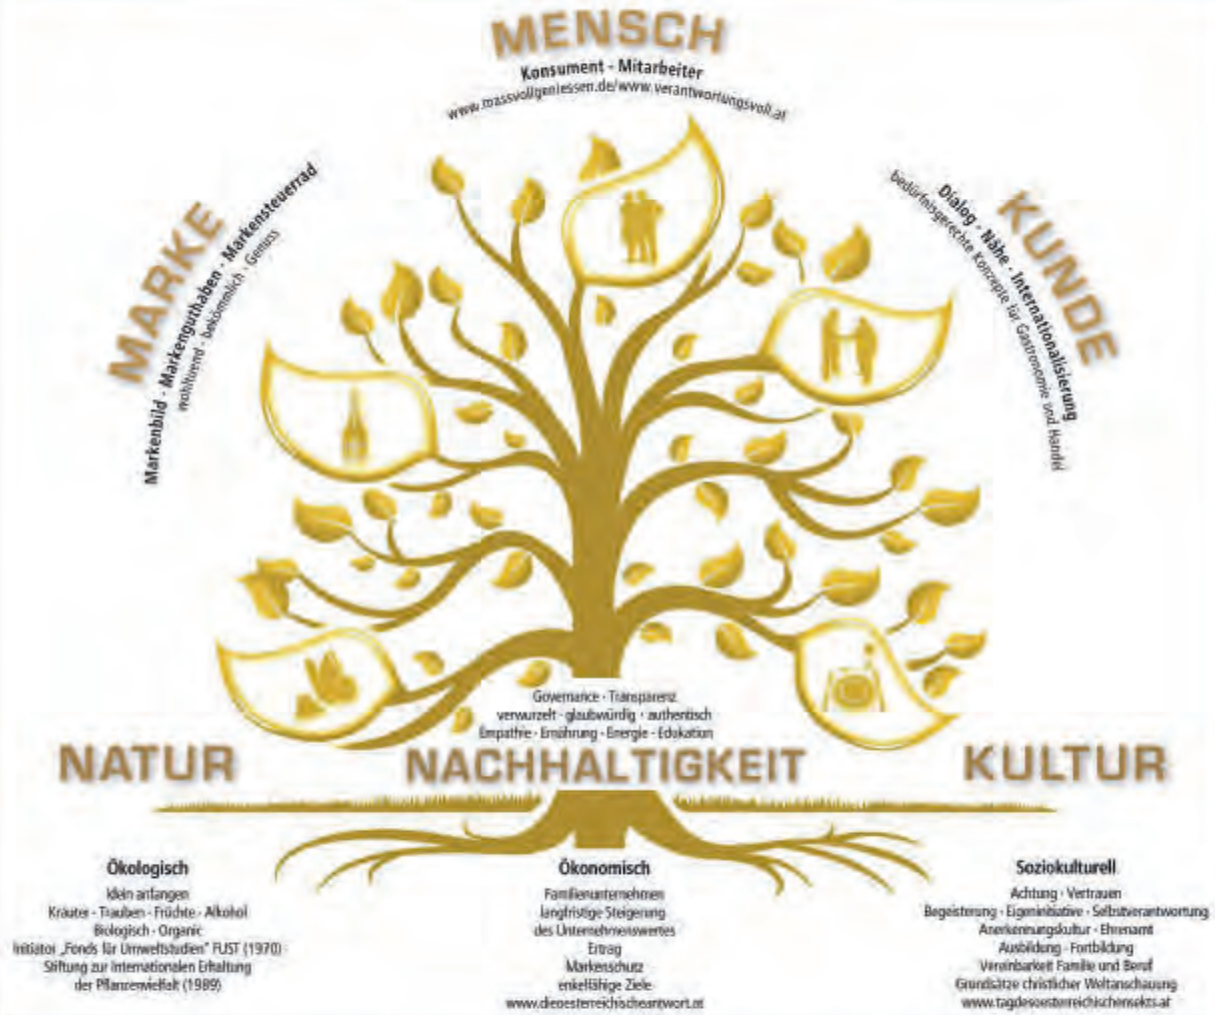 MENSCH
Konsument - Mitarbeiter
www.massvollgeniessen.de/www.verantwortungsvoll.at
MARKE
Markenbild - Markenguthaben - Markensteuerrad
wohltuend - bekömmlich - Genuss
KUNDE
Dialog - Nähe - Internationalisierung
bedürfnisgerechte Konzepte für Gastronomie und Handel
Governance - Transparenz
verwurzelt - glaubwürdig - authentisch
Empathie - Ernährung - Energie - Edukation
NATUR
NACHHALTIGKEIT
KULTUR
Ökologisch
klein anfangen
Kräuter - Trauben - Früchte - Alkohol
Biologisch - Organic
Initiator „Fonds für Umweltstudien" FUST (1970)
Stiftung zur Internationalen Erhaltung
der Pflanzenvielfalt (1989)
Ökonomisch
Familienunternehmen
langfristige Steigerung
des Unternehmenswertes
Ertrag
Markenschutz
enkelfähige Ziele
www.dieoesterreichischeantwort.at
Soziokulturell
Achtung - Vertrauen
Begeisterung - Eigeninitiative - Selbstverantwortung
Anerkennungskultur - Ehrenamt
Ausbildung - Fortbildung
Vereinbarkeit Familie und Beruf
Grundsätze christlicher Weltanschauung
www.tagdesoesterreichischensekts.at